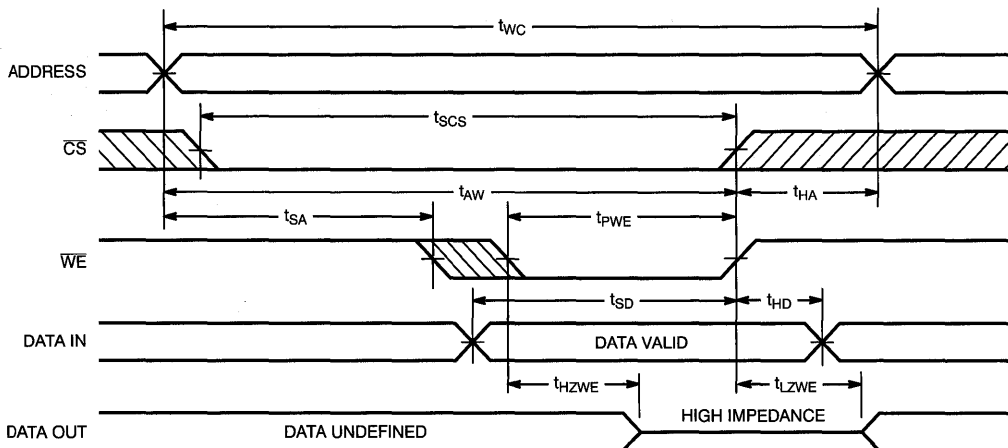 tWC
ADDRESS
tSCS
CS
tAW
tHA
tSA
tPWE
WE
tSD
tHD
DATA IN
DATA VALID
tHZWE
tLZWE
HIGH IMPEDANCE
DATA OUT
DATA UNDEFINED